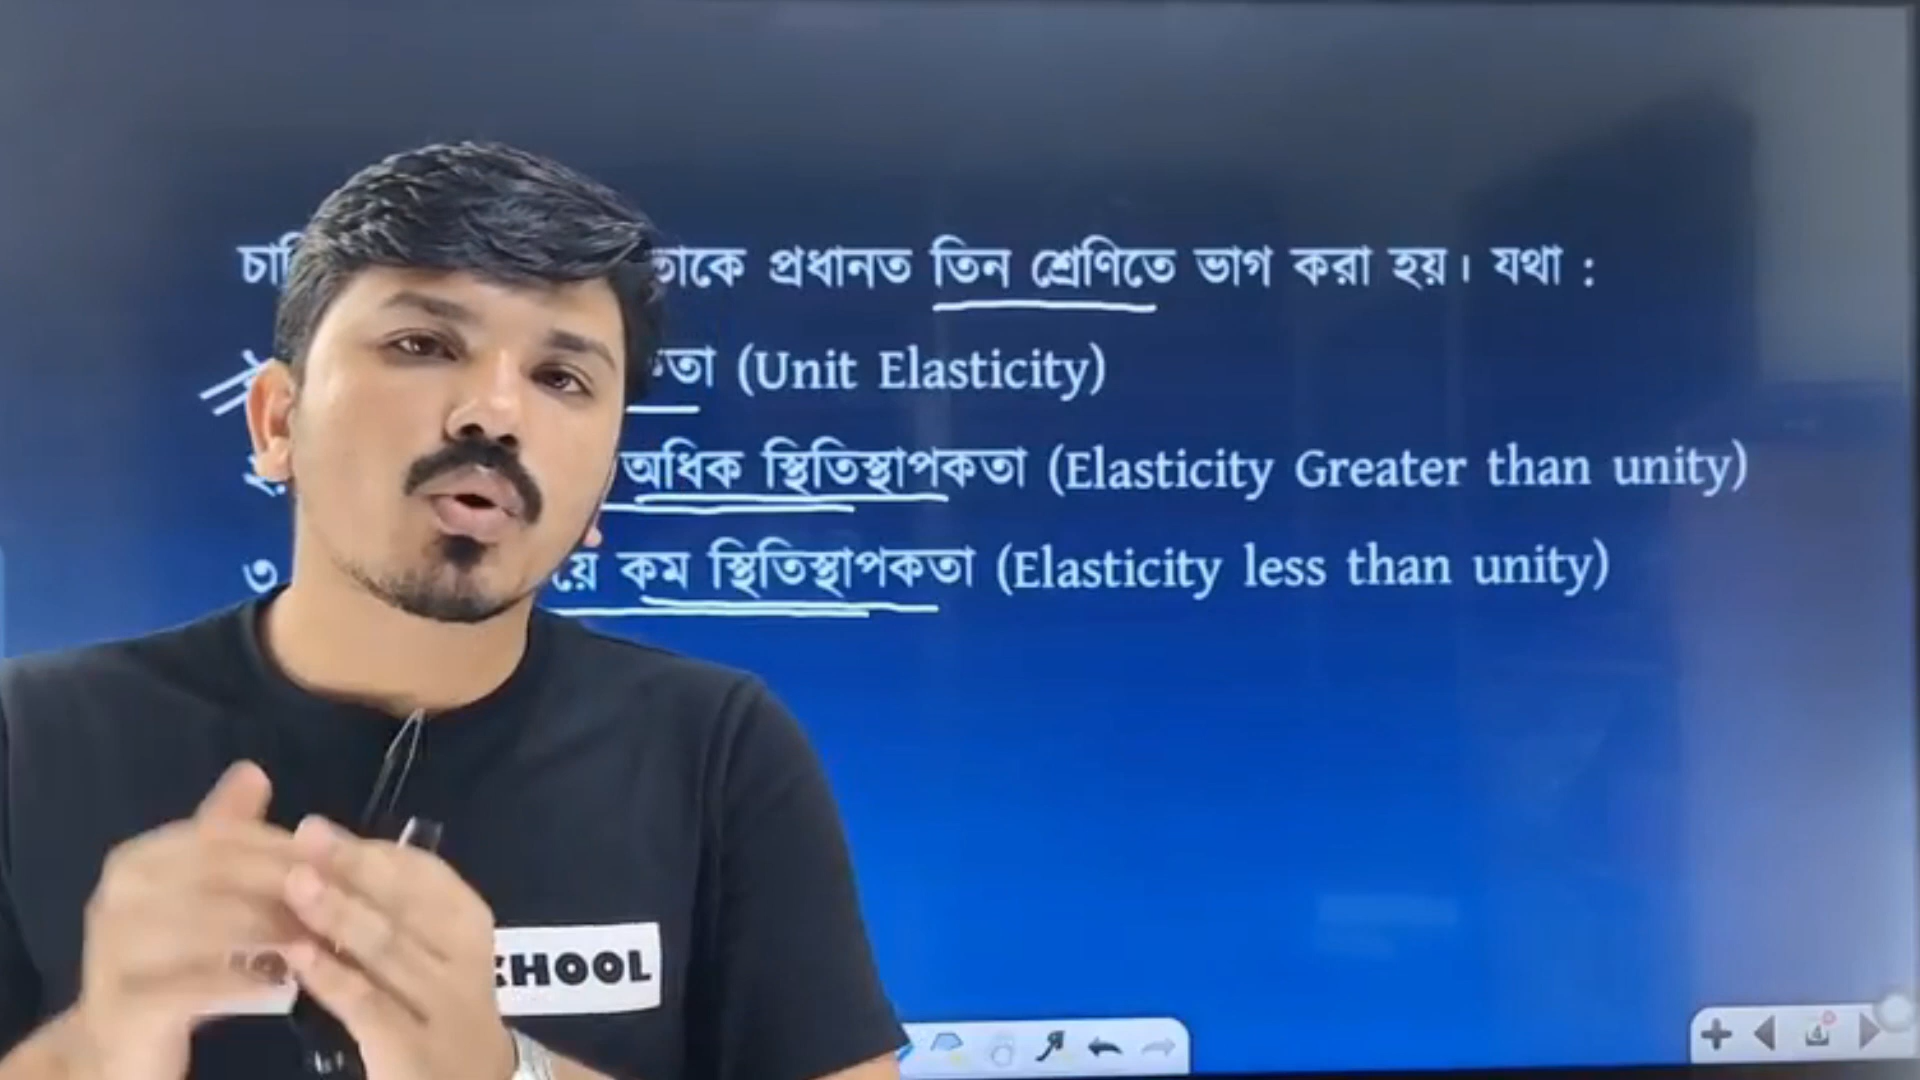 তাকে প্রধানত তিন শ্রেণিতে ভাগ করা হয়। যথা :
(Unit Elasticity)
২. অধিক স্থিতিস্থাপকতা (Elasticity Greater than unity)
৩ কম স্থিতিস্থাপকতা (Elasticity less than unity)
CHOOL